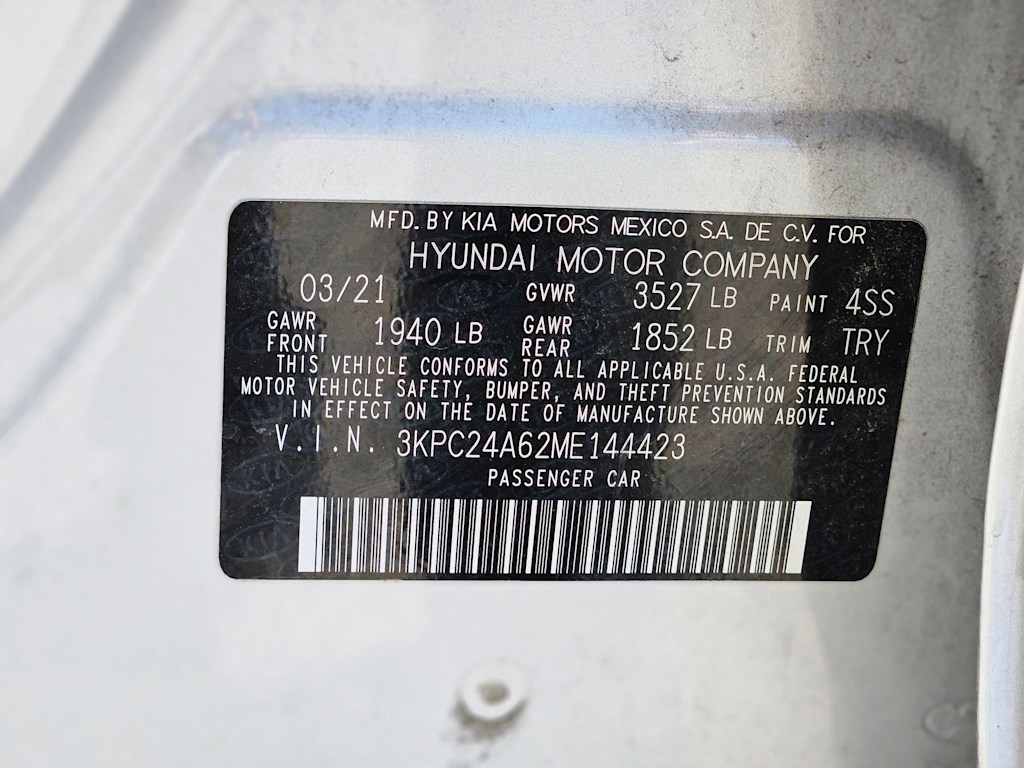 MFD. BY KIA MOTORS MEXICO S.A. DE C.V. FOR
HYUNDAI MOTOR COMPANY
03/21 GVWR 3527 LB PAINT 4SS
GAWR FRONT 1940 LB GAWR REAR 1852 LB TRIM TRY
THIS VEHICLE CONFORMS TO ALL APPLICABLE U.S.A. FEDERAL
MOTOR VEHICLE SAFETY, BUMPER, AND THEFT PREVENTION STANDARDS
IN EFFECT ON THE DATE OF MANUFACTURE SHOWN ABOVE.
V.I.N. 3KPC24A62ME144423
PASSENGER CAR